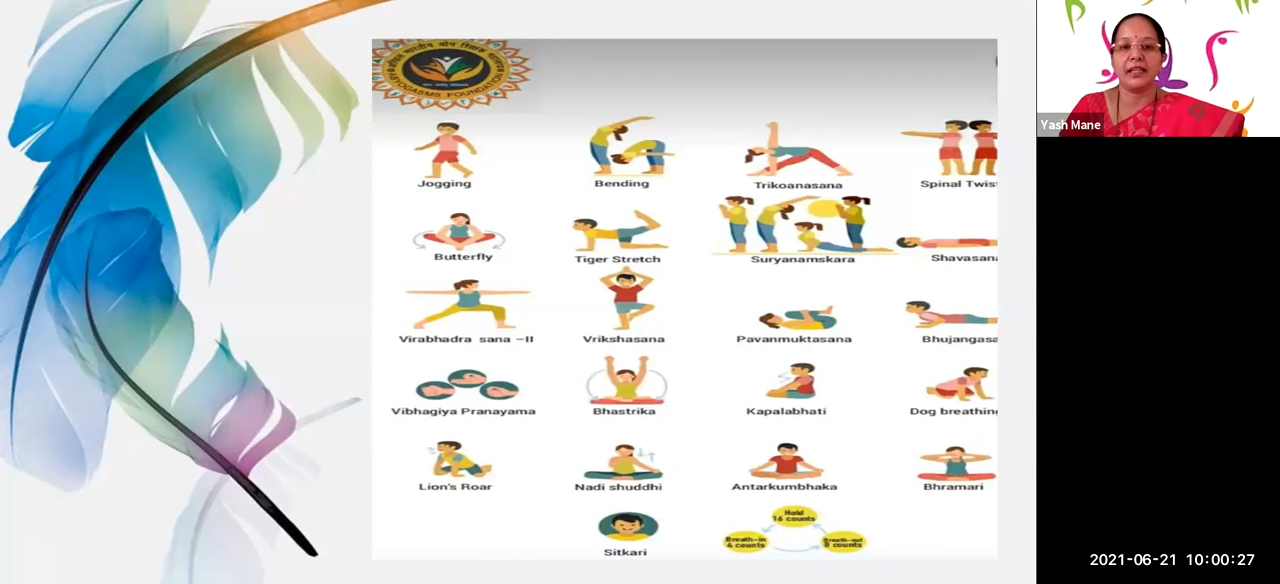 YOGASMS FOUNDATION
Yash Mane
Jogging
Bending
Trikoanasana
Spinal Twis
Butterfly
Tiger Stretch
Suryanamskara
Shavasan
Virabhadra sana -II
Vrikshasana
Pavanmuktasana
Bhujangasa
Vibhagiya Pranayama
Bhastrika
Kapalabhati
Dog breathin
Lion's Roar
Nadi shuddhi
Antarkumbhaka
Bhramari
Sitkari
Hold
16 counts
Breath-in
4 counts
Breath-out
8 counts
2021-06-21 10:00:27